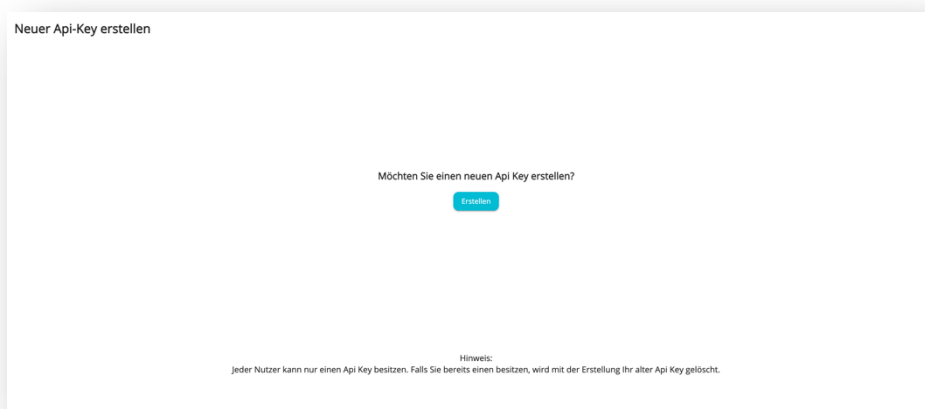 Neuer Api-Key erstellen
Möchten Sie einen neuen Api Key erstellen?
Erstellen
Hinweis:
Jeder Nutzer kann nur einen Api Key besitzen. Falls Sie bereits einen besitzen, wird mit der Erstellung Ihr alter Api Key gelöscht.